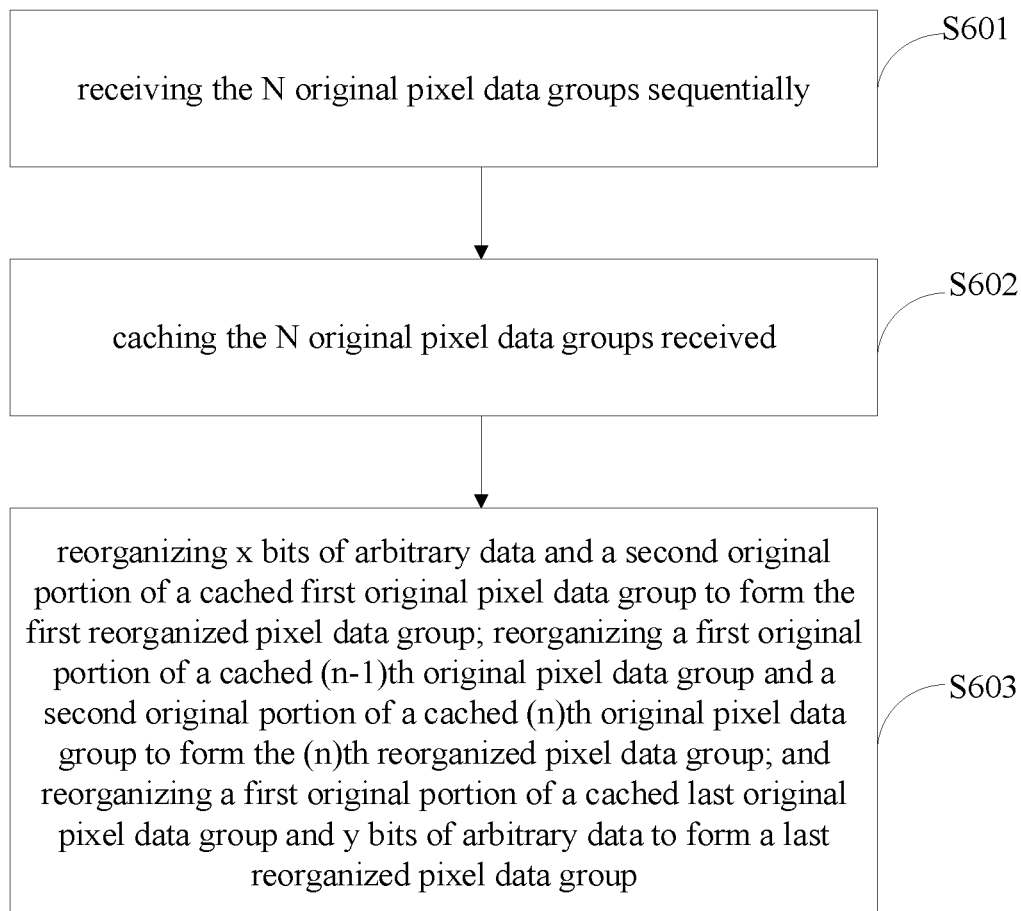 receiving the N original pixel data groups sequentially
S601
caching the N original pixel data groups received
S602
reorganizing x bits of arbitrary data and a second original
portion of a cached first original pixel data group to form the
first reorganized pixel data group; reorganizing a first original
portion of a cached (n-1)th original pixel data group and a
second original portion of a cached (n)th original pixel data
group to form the (n)th reorganized pixel data group; and
reorganizing a first original portion of a cached last original
pixel data group and y bits of arbitrary data to form a last
reorganized pixel data group
S603